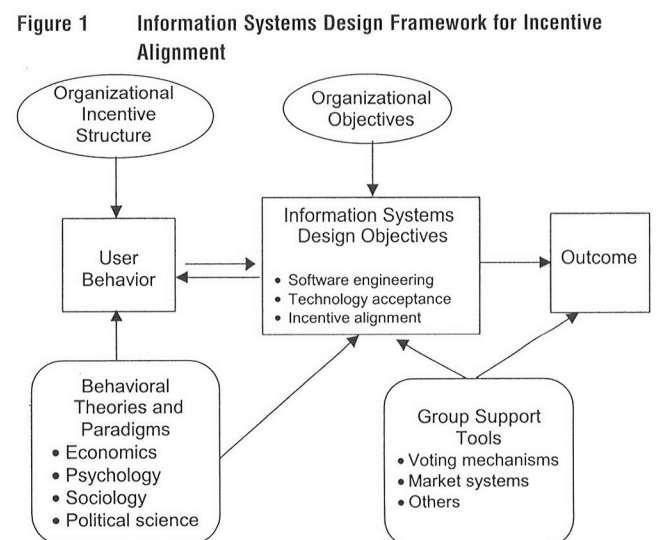 Figure 1 Information Systems Design Framework for Incentive
Alignment
Organizational
Incentive
Structure
Organizational
Objectives
User
Behavior
Information Systems
Design Objectives
• Software engineering
• Technology acceptance
• Incentive alignment
Outcome
Behavioral
Theories and
Paradigms
• Economics
• Psychology
• Sociology
• Political science
Group Support
Tools
• Voting mechanisms
• Market systems
• Others